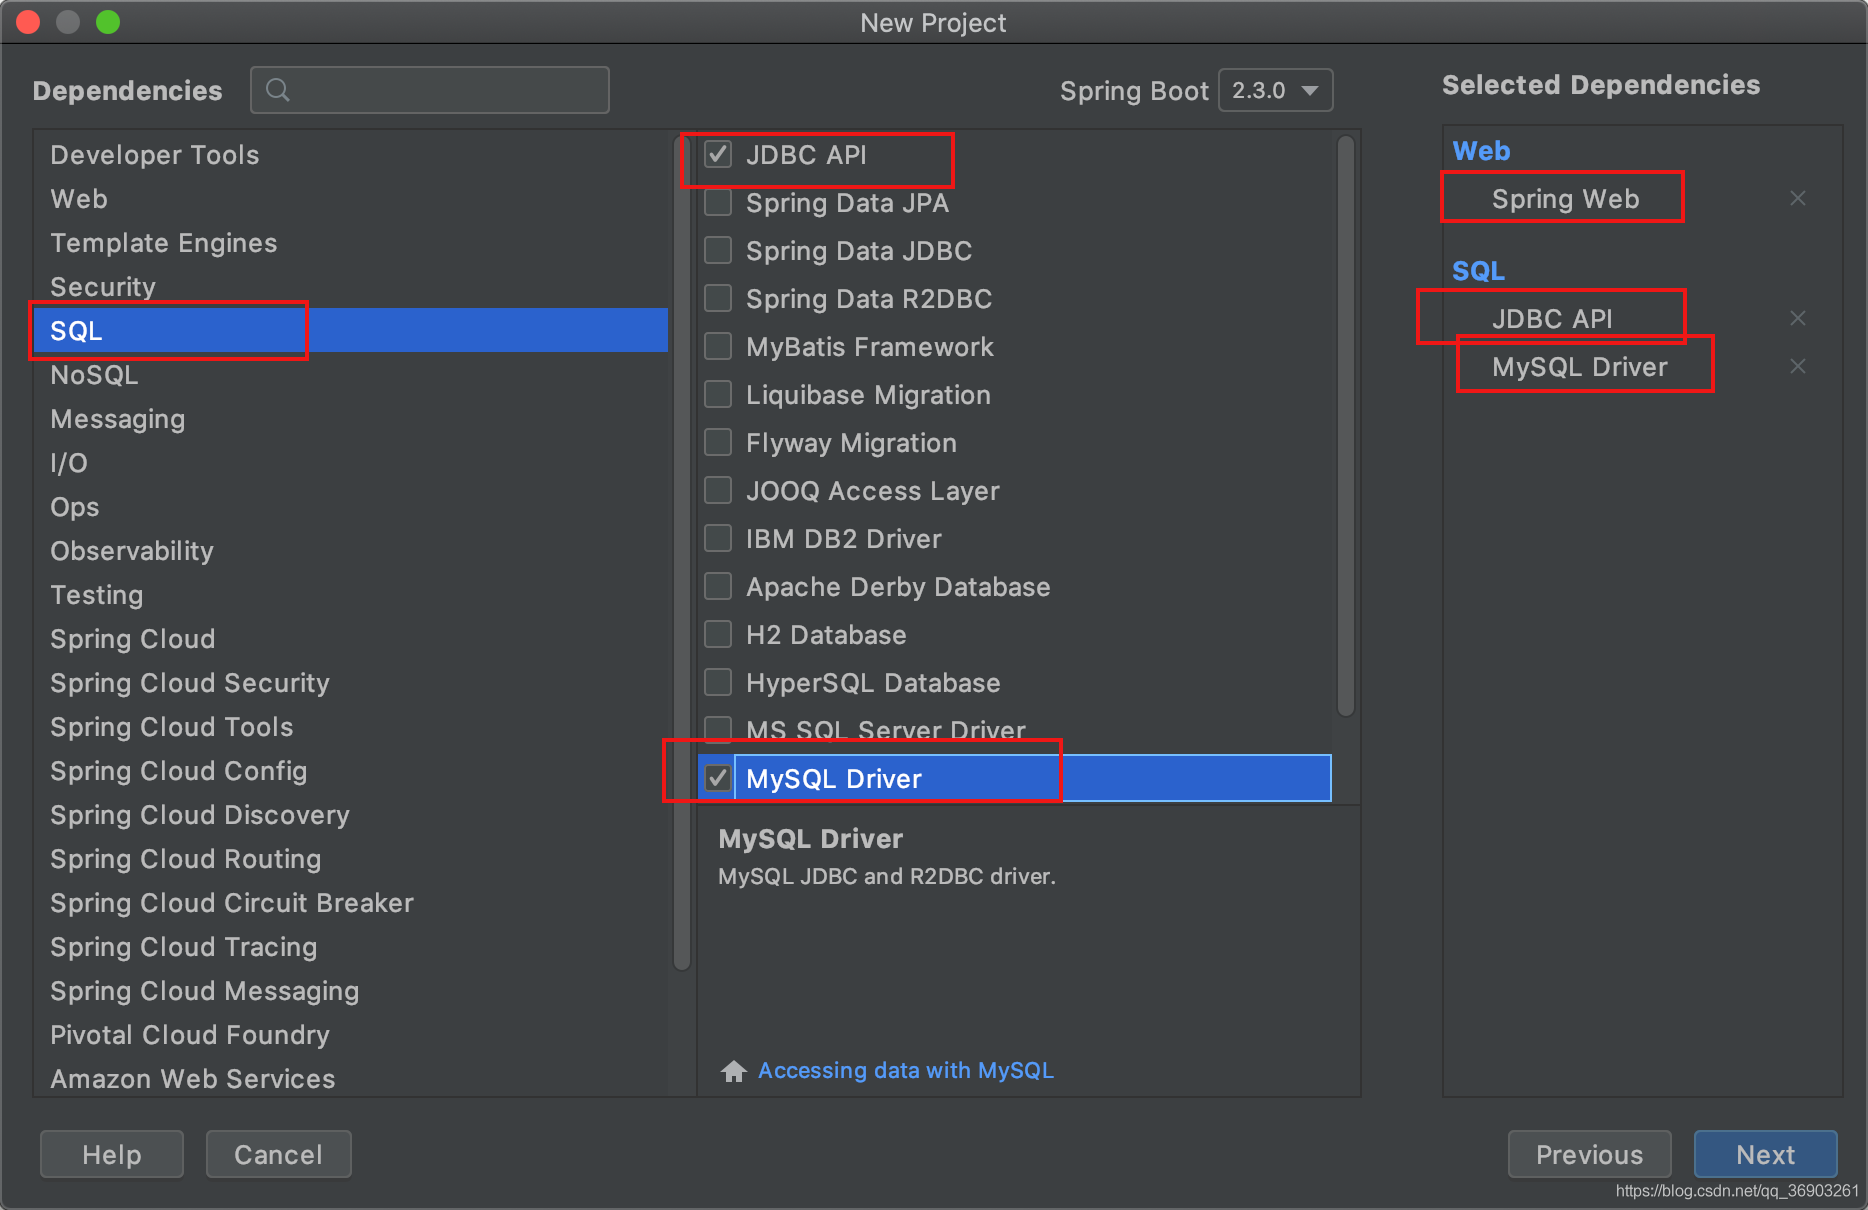 New Project
Dependencies
Spring Boot 2.3.0
Selected Dependencies
Developer Tools
Web
Template Engines
Security
SQL
NoSQL
Messaging
I/O
Ops
Observability
Testing
Spring Cloud
Spring Cloud Security
Spring Cloud Tools
Spring Cloud Config
Spring Cloud Discovery
Spring Cloud Routing
Spring Cloud Circuit Breaker
Spring Cloud Tracing
Spring Cloud Messaging
Pivotal Cloud Foundry
Amazon Web Services
JDBC API
Spring Data JPA
Spring Data JDBC
Spring Data R2DBC
MyBatis Framework
Liquibase Migration
Flyway Migration
JOOQ Access Layer
IBM DB2 Driver
Apache Derby Database
H2 Database
HyperSQL Database
MS SQL Server Driver
MySQL Driver
MySQL Driver
MySQL JDBC and R2DBC driver.
Accessing data with MySQL
Web
Spring Web
SQL
JDBC API
MySQL Driver
Help
Cancel
Previous
Next
https://blog.csdn.net/qq_36903261